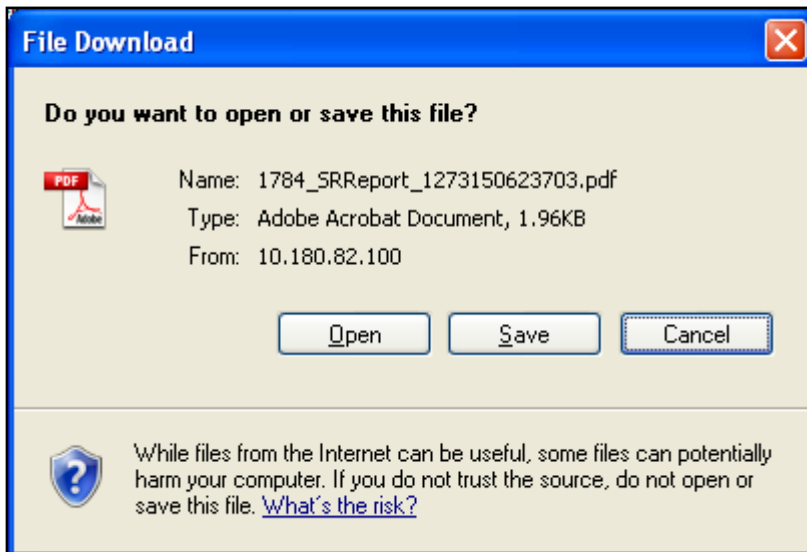 File Download
Do you want to open or save this file?
PDF
Adobe
Name: 1784_SRReport_1273150623703.pdf
Type: Adobe Acrobat Document, 1.96KB
From: 10.180.82.100
Open Save Cancel
While files from the Internet can be useful, some files can potentially
harm your computer. If you do not trust the source, do not open or
save this file. What's the risk?